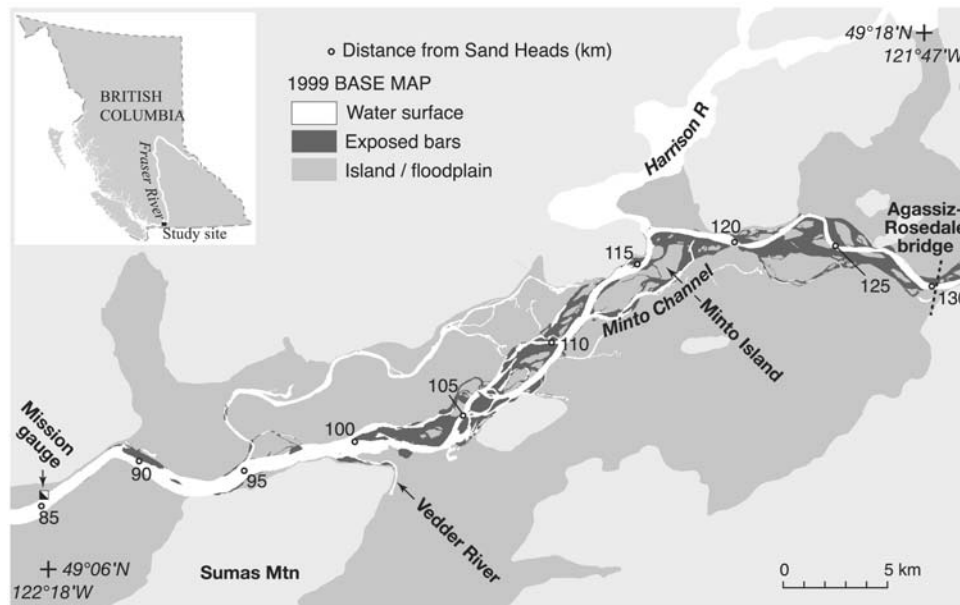 BRITISH
COLUMBIA
Fraser River
Study site
Distance from Sand Heads (km)
1999 BASE MAP
Water surface
Exposed bars
Island / floodplain
49°18'N
121°47'W
Harrison R
Agassiz-
Rosedale
bridge
120
115
125
130
Minto Channel
Minto Island
110
105
100
Mission
gauge
90
95
85
Vedder River
49°06'N
122°18'W
Sumas Mtn
0
5 km